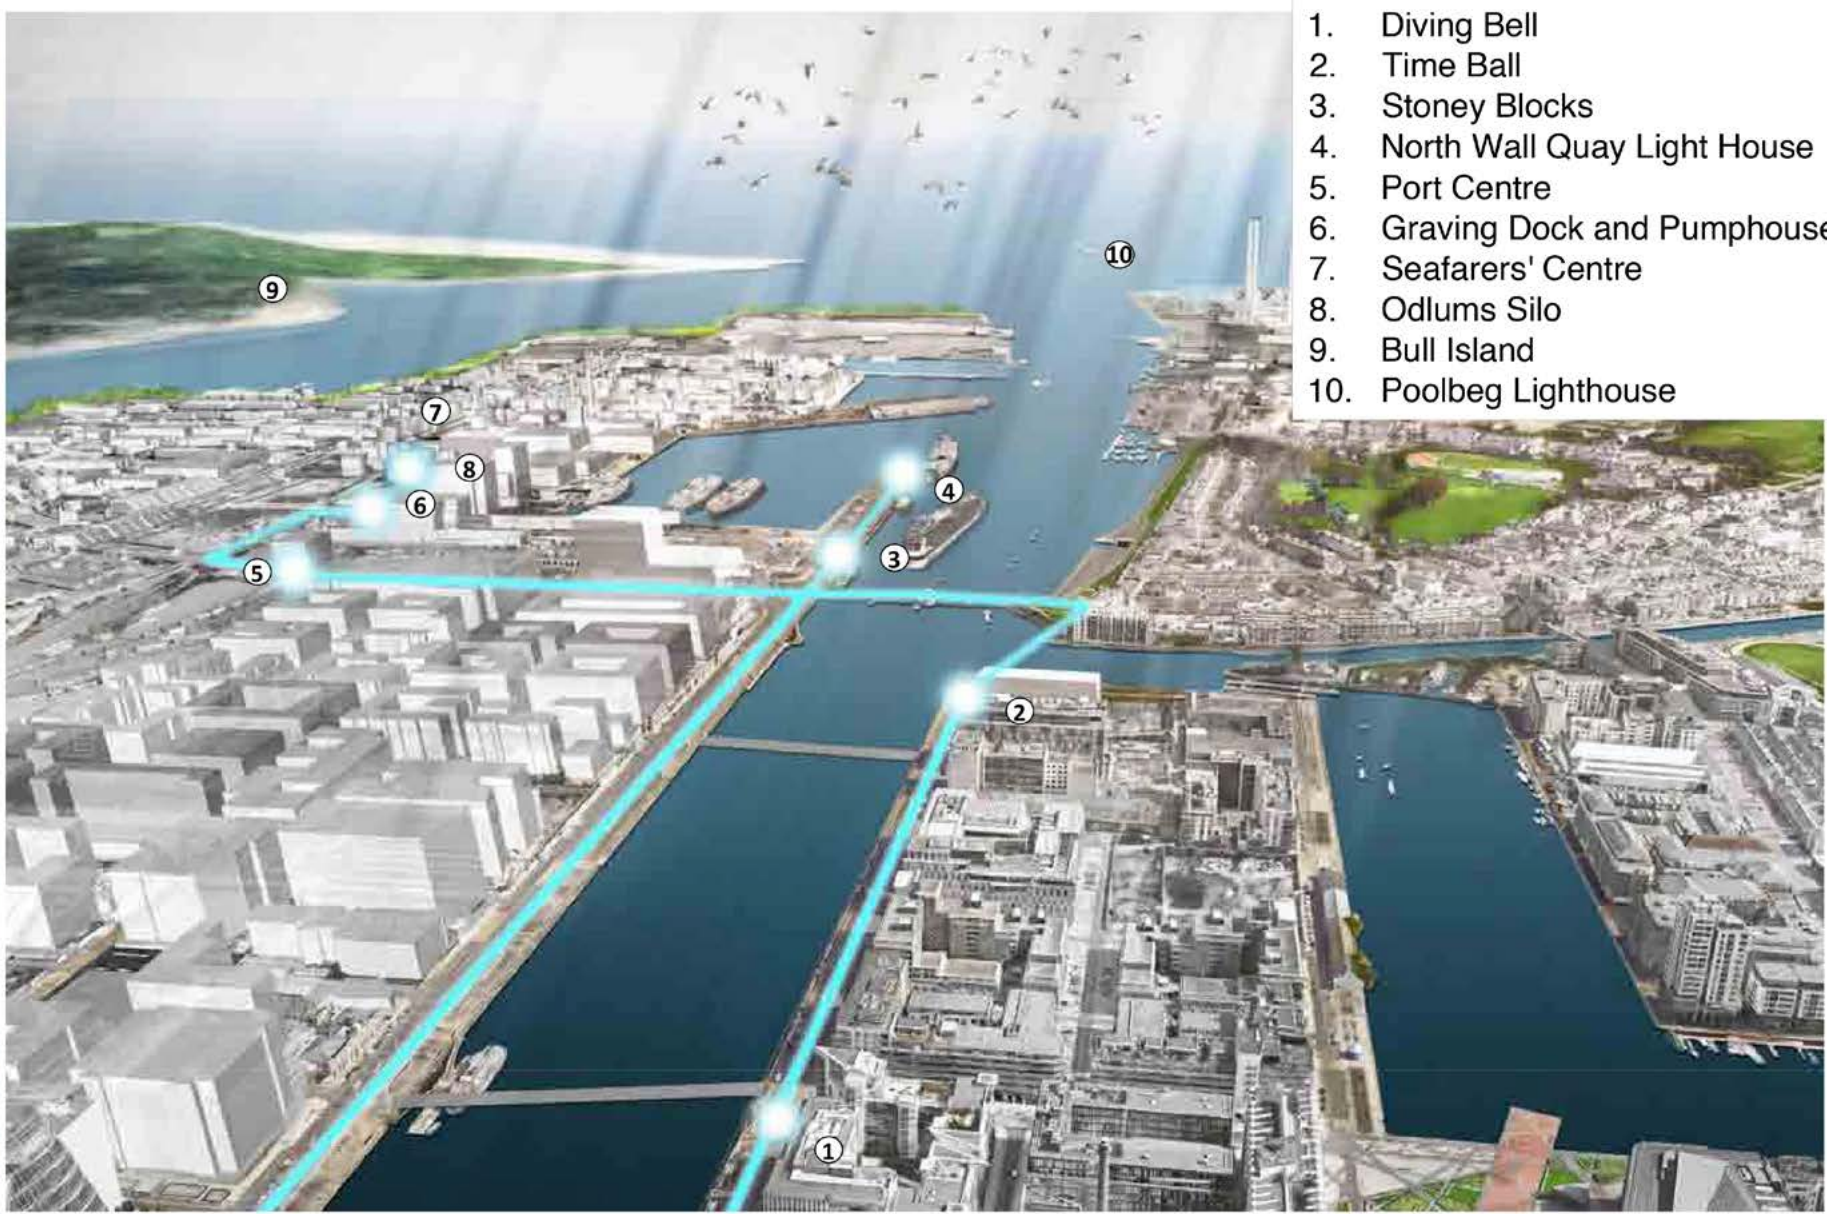 1. Diving Bell
2. Time Ball
3. Stoney Blocks
4. North Wall Quay Light House
5. Port Centre
6. Graving Dock and Pumphouse
7. Seafarers' Centre
8. Odlums Silo
9. Bull Island
10. Poolbeg Lighthouse
10
9
7
8
6
4
3
5
2
1